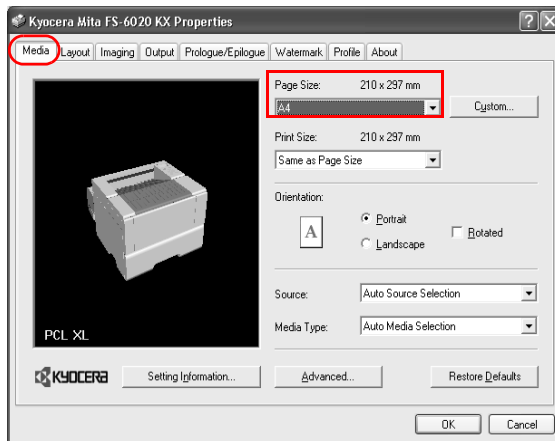 Kyocera Mita FS-6020 KX Properties
Media Layout Imaging Output Prologue/Epilogue Watermark Profile About
Page Size: 210 x 297 mm
A4 Custom...
Print Size: 210 x 297 mm
Same as Page Size
Orientation:
A Portrait Rotated
Landscape
Source: Auto Source Selection
Media Type: Auto Media Selection
PCL XL
KYOCERA Setting Information... Advanced... Restore Defaults
OK Cancel